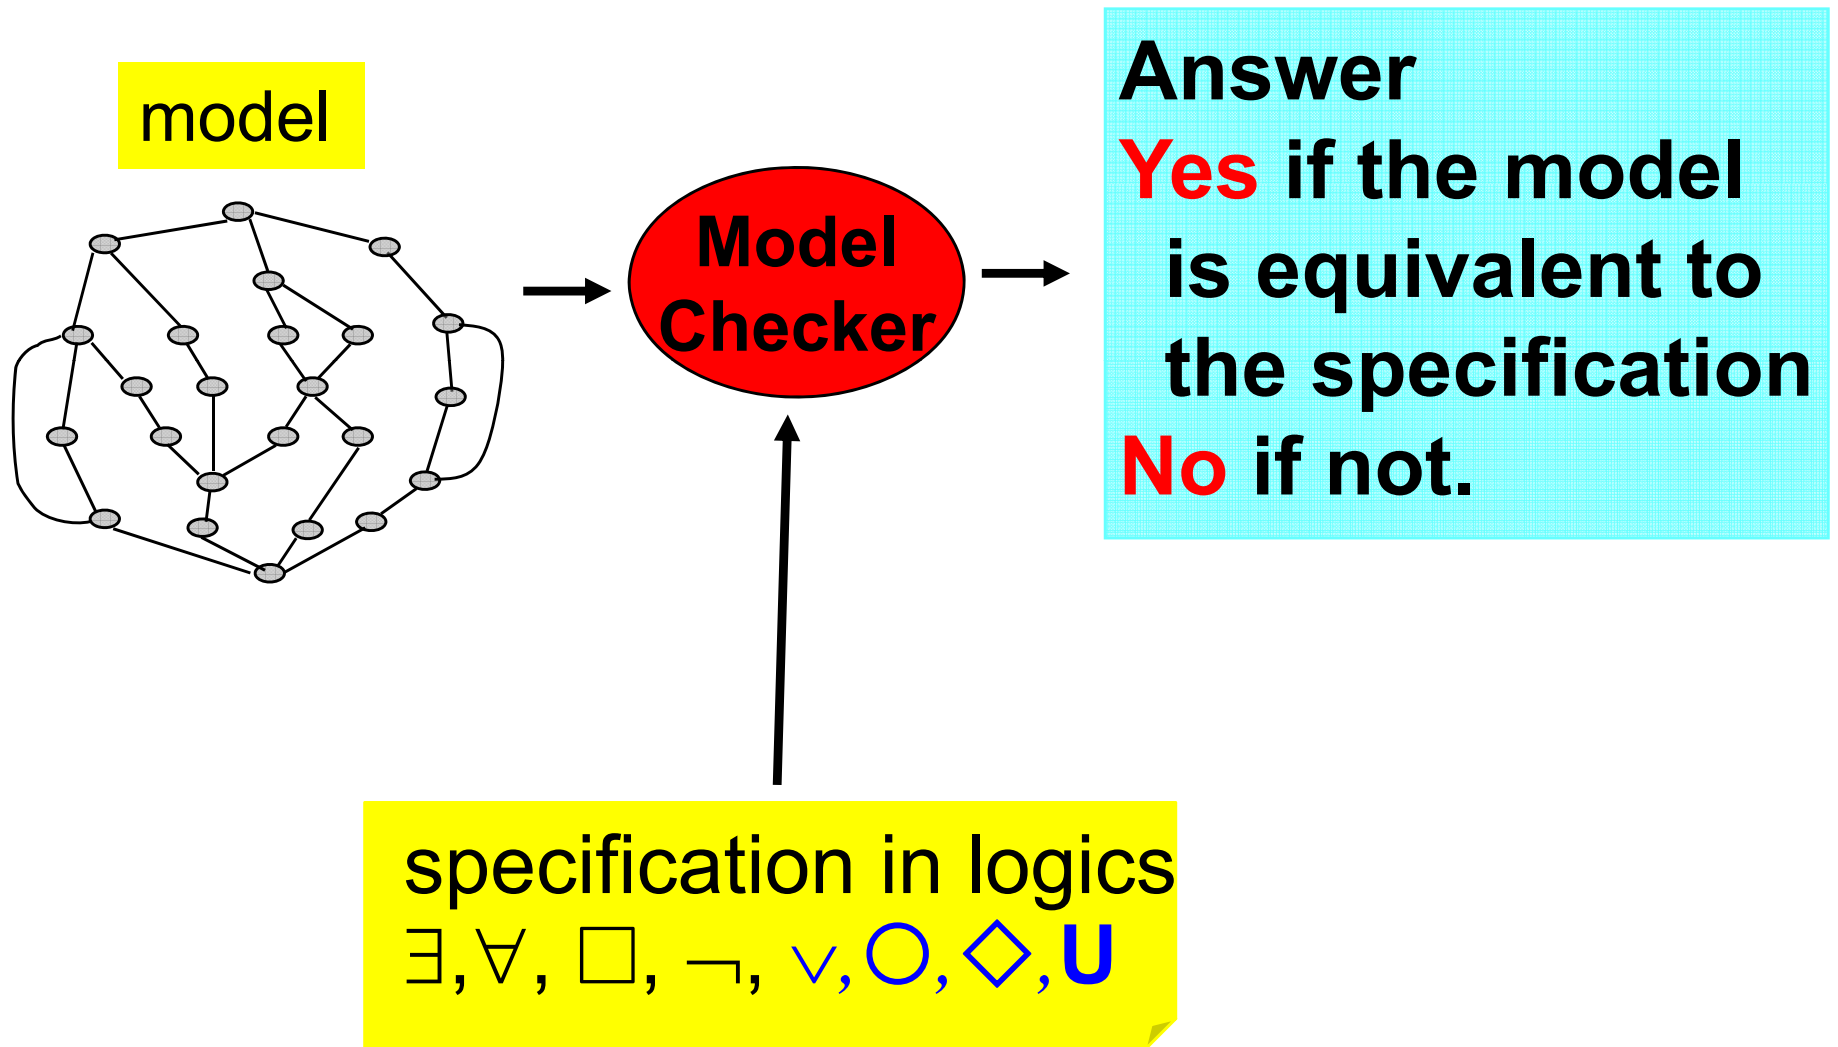 model
Model
Checker
Answer
Yes if the model
is equivalent to
the specification
No if not.
specification in logics
∃,∀, □, ¬, ∨,○,◇,U